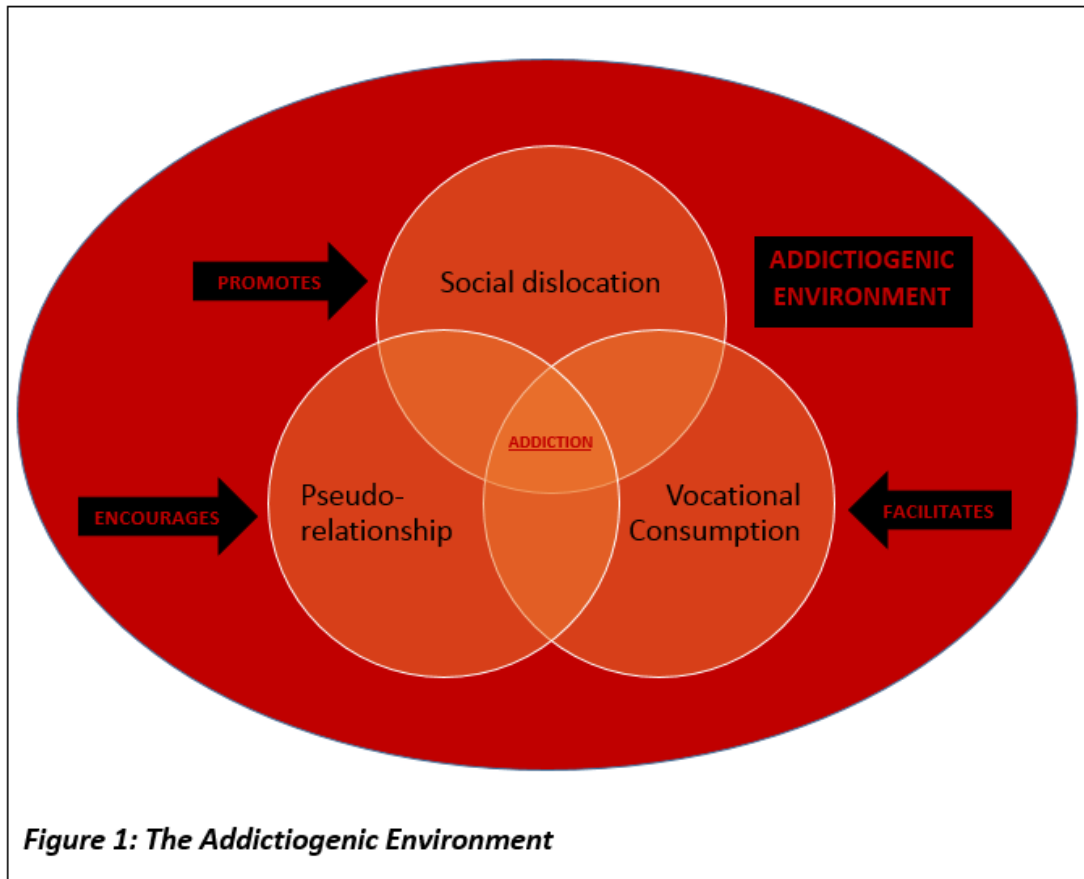 ADDICTIOGENIC
ENVIRONMENT
PROMOTES
Social dislocation
ADDICTION
Pseudo-
relationship
Vocational
Consumption
ENCOURAGES
FACILITATES
Figure 1: The Addictiogenic Environment